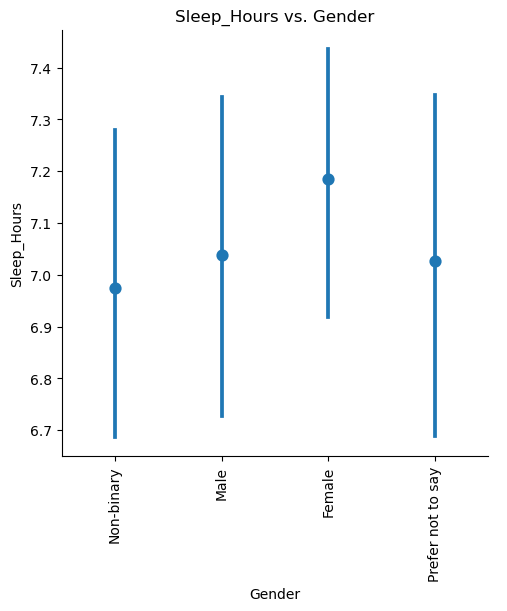 Sleep_Hours vs. Gender
Sleep_Hours
7.4
7.3
7.2
7.1
7.0
6.9
6.8
6.7
Non-binary
Male
Female
Prefer not to say
Gender